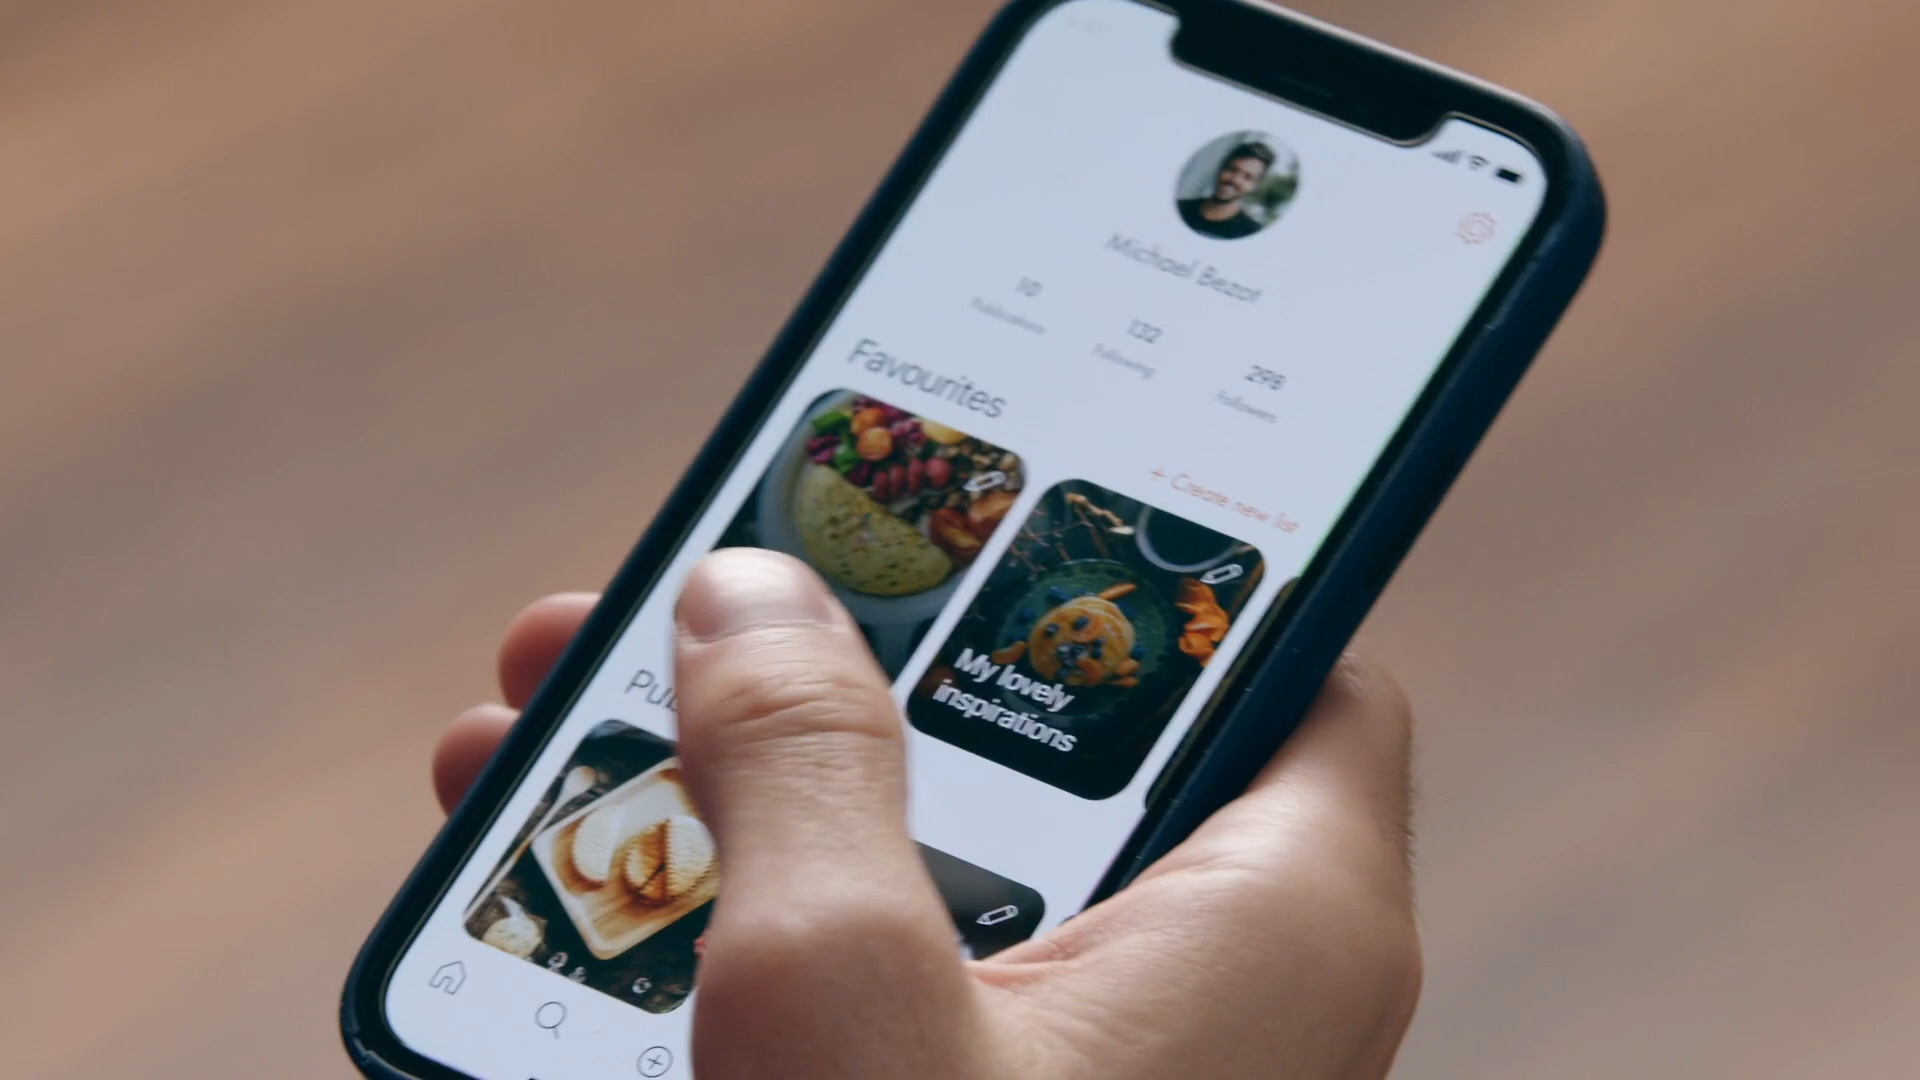 Michael Bezot
10
Publications
132
Following
298
Followers
Favourites
+ Create new list
My lovely
inspirations